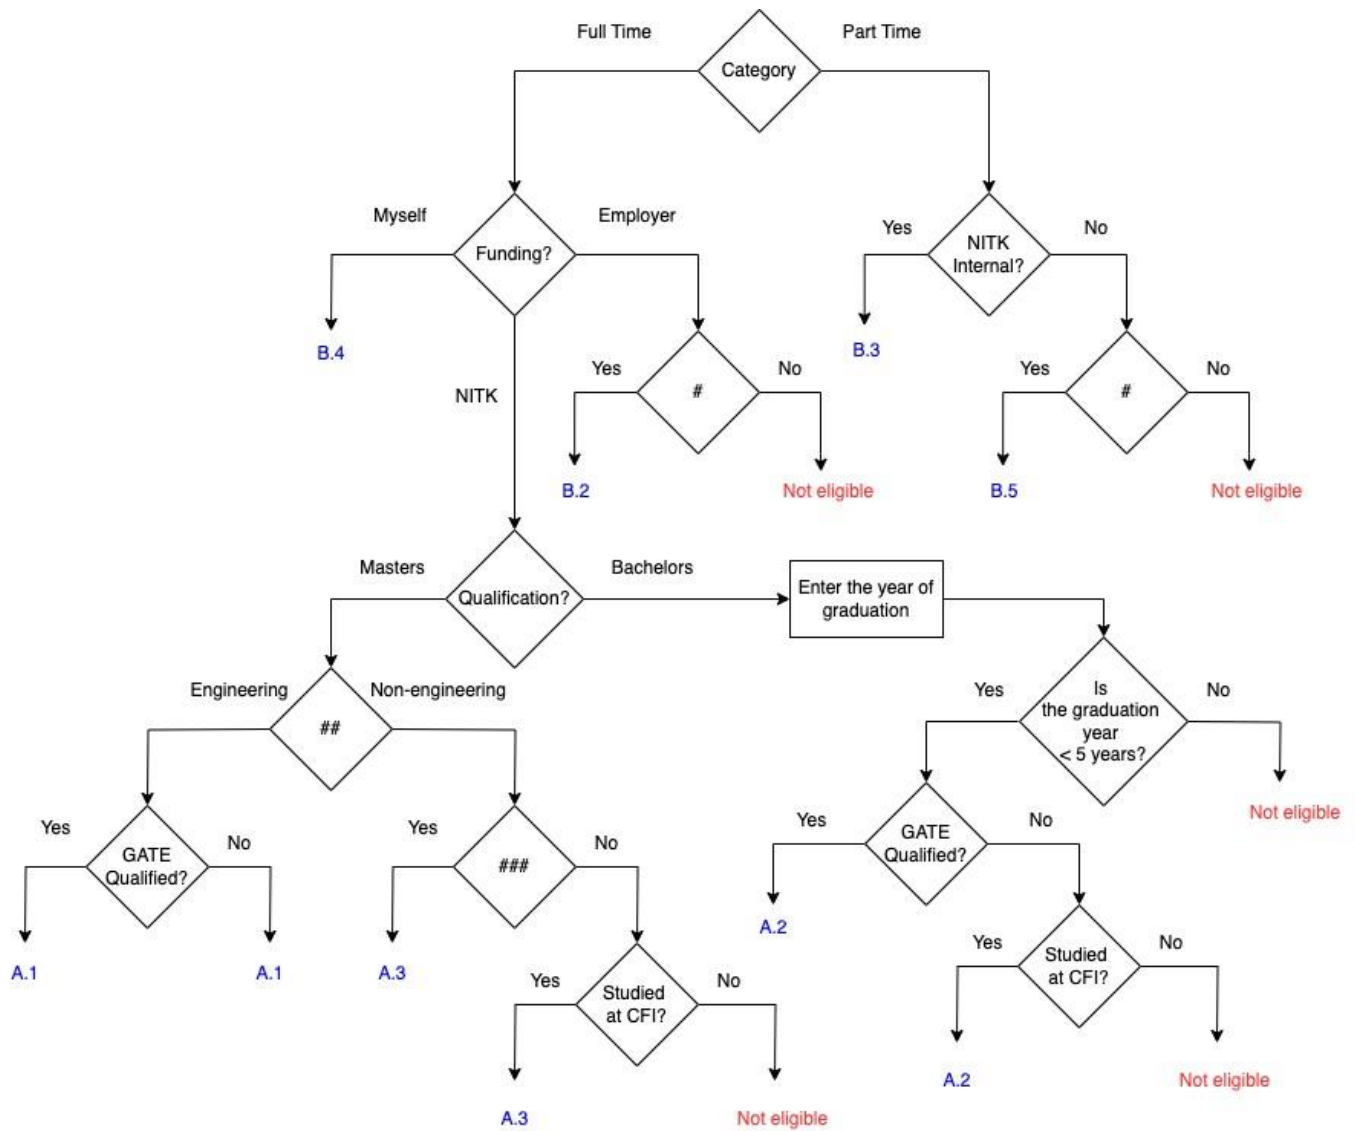 Full Time
Part Time
Category
Myself
Employer
Yes
No
Funding?
NITK
Internal?
B.4
B.3
NITK
Yes
No
Yes
No
#
#
B.2
Not eligible
B.5
Not eligible
Masters
Bachelors
Qualification?
Enter the year of
graduation
Engineering
Non-engineering
##
Yes
No
Is
the graduation
year
< 5 years?
Not eligible
Yes
No
Yes
No
Yes
No
GATE
Qualified?
###
GATE
Qualified?
A.1
A.1
A.3
A.2
Yes
No
Yes
No
Studied
at CFI?
Studied
at CFI?
A.3
Not eligible
A.2
Not eligible